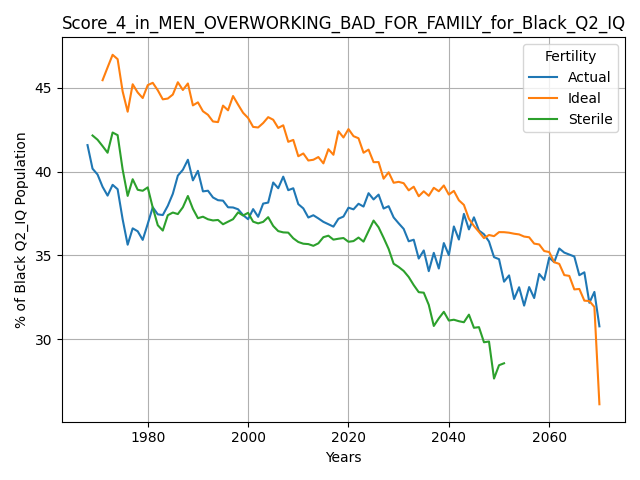 Score_4_in_MEN_OVERWORKING_BAD_FOR_FAMILY_for_Black_Q2_IQ
Fertility
Actual
Ideal
Sterile
% of Black Q2_IQ Population
45
40
35
30
1980
2000
2020
2040
2060
Years